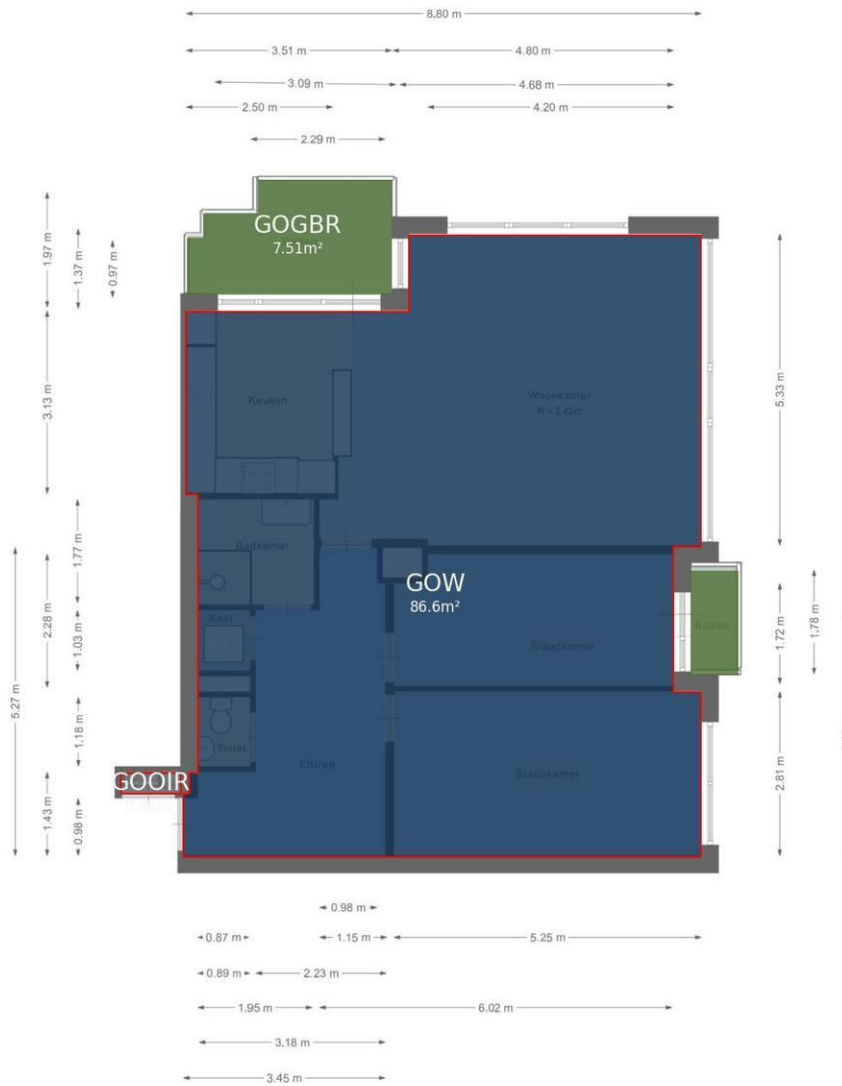 8.80 m
3.51 m
4.80 m
3.09 m
4.68 m
2.50 m
4.20 m
2.29 m
GOGBR
7.51m²
1.97 m
1.37 m
0.97 m
3.13 m
Keuken
Woonkamer
H = 2.42m
5.33 m
1.77 m
Badkamer
GOW
86.6m²
2.28 m
1.03 m
Kast
Slaapkamer
Balkon
1.72 m
1.78 m
5.27 m
1.18 m
Toilet
Entree
Slaapkamer
2.81 m
GOOIR
1.43 m
0.98 m
0.98 m
0.87 m
1.15 m
5.25 m
0.89 m
2.23 m
1.95 m
6.02 m
3.18 m
3.45 m